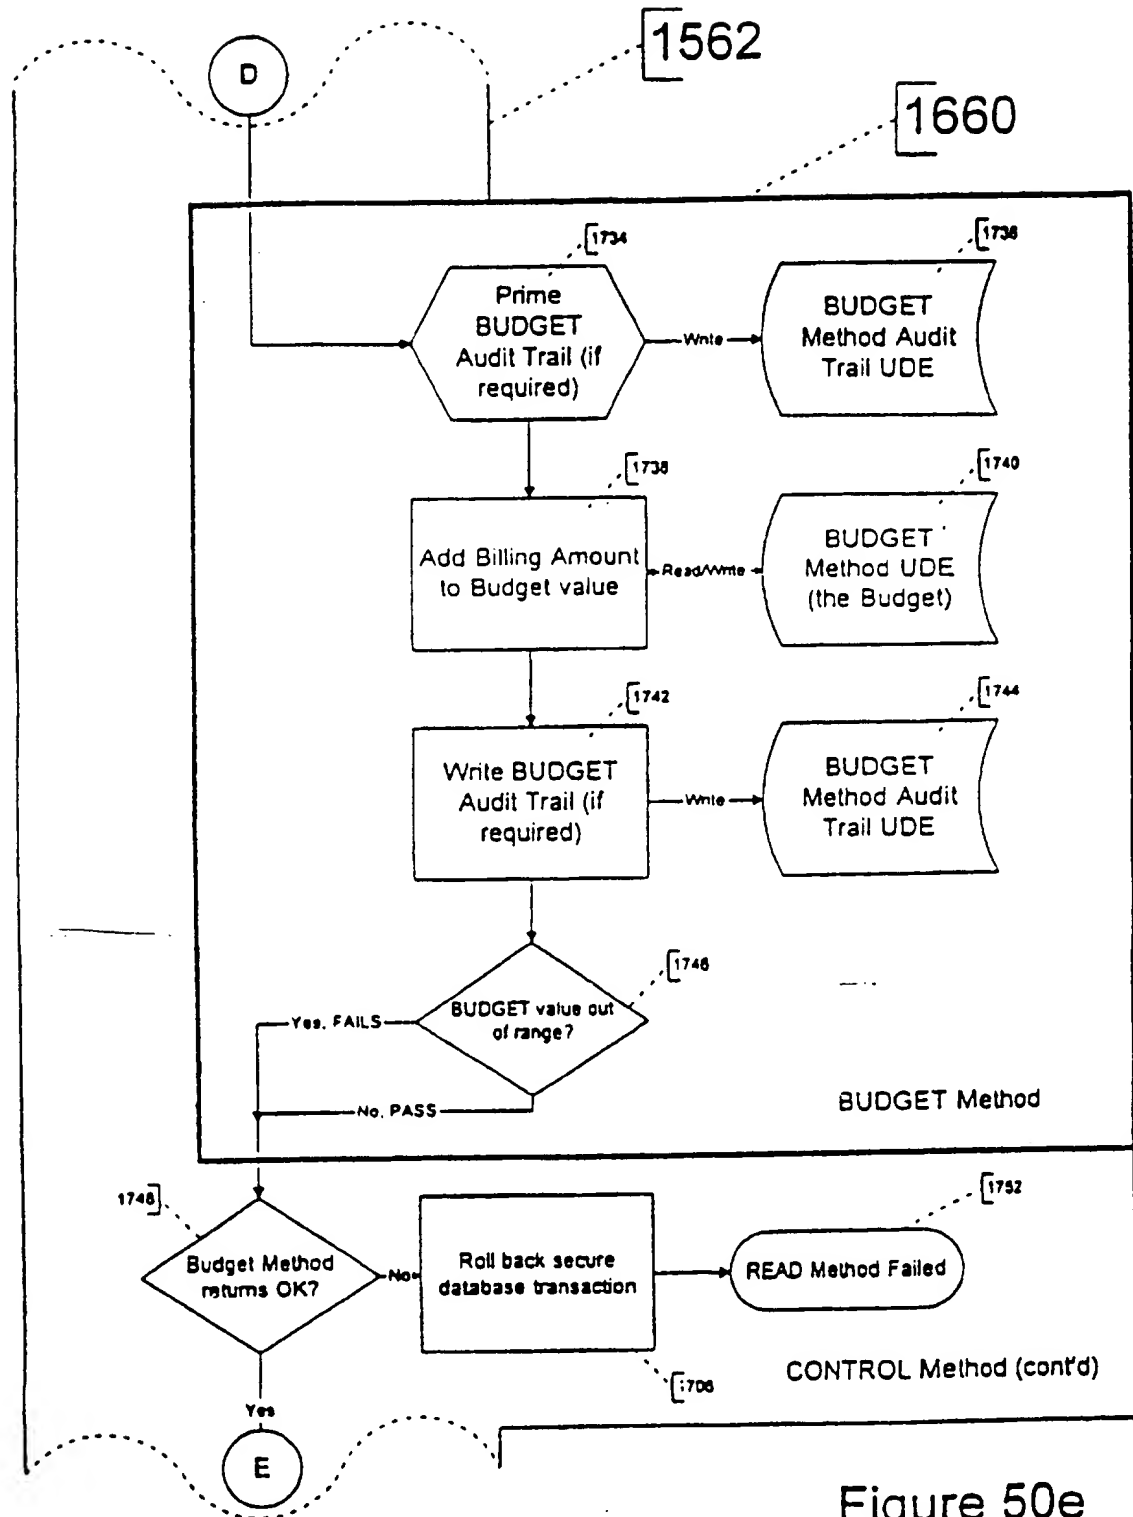 1562
D
1660
1734
Prime
BUDGET
Audit Trail (if
required)
Write
1736
BUDGET
Method Audit
Trail UDE
1738
Add Billing Amount
to Budget value
Read/Write
1740
BUDGET
Method UDE
(the Budget)
1742
Write BUDGET
Audit Trail (if
required)
Write
1744
BUDGET
Method Audit
Trail UDE
1746
BUDGET value out
of range?
Yes, FAILS
No, PASS
BUDGET Method
1748
Budget Method
returns OK?
No
Roll back secure
database transaction
1752
READ Method Failed
1706
CONTROL Method (cont'd)
Yes
E
Figure 50e